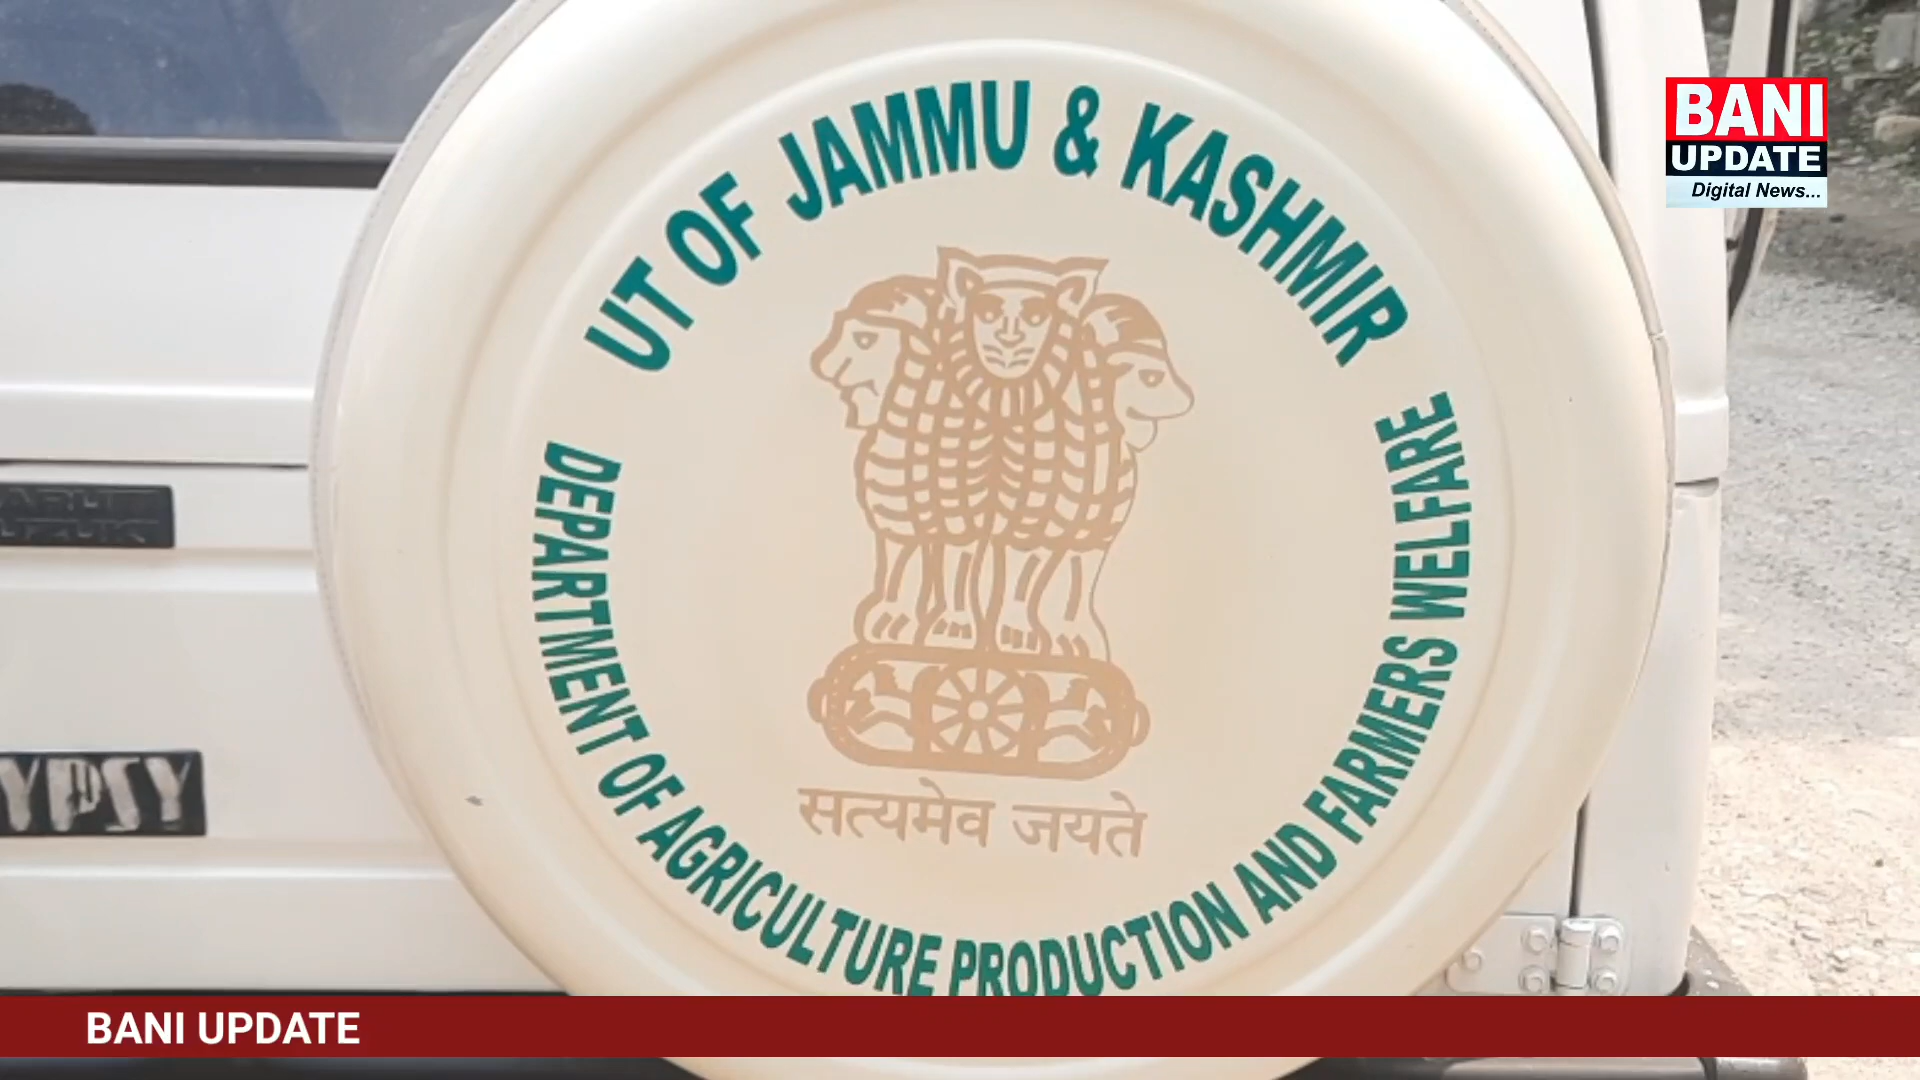 UT OF JAMMU & KASHMIR
DEPARTMENT OF AGRICULTURE PRODUCTION AND FARMERS WELFARE
सत्यमेव जयते
YPSY
BANI
UPDATE
Digital News...
BANI UPDATE